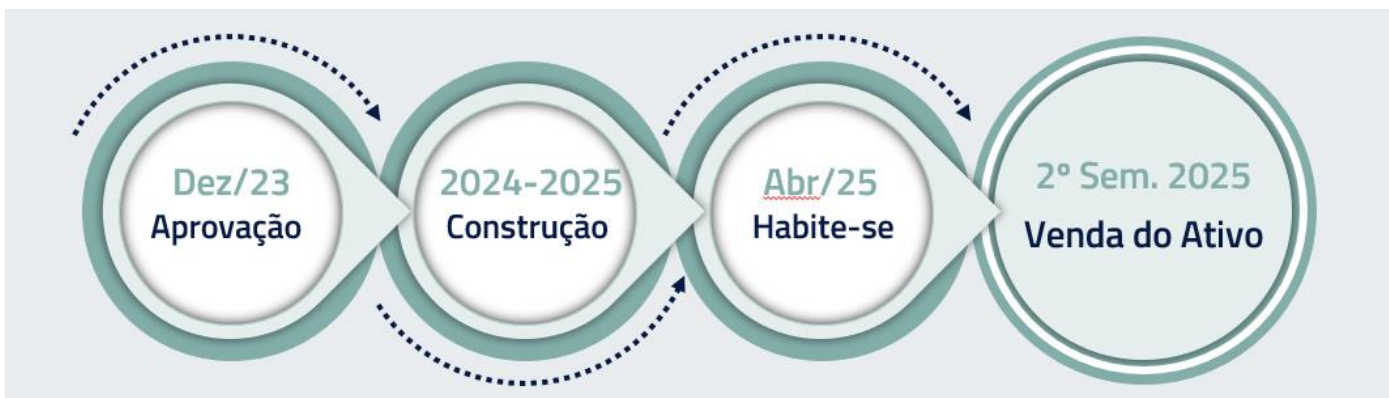 Dez/23
Aprovação
2024-2025
Construção
Abr/25
Habite-se
2º Sem. 2025
Venda do Ativo